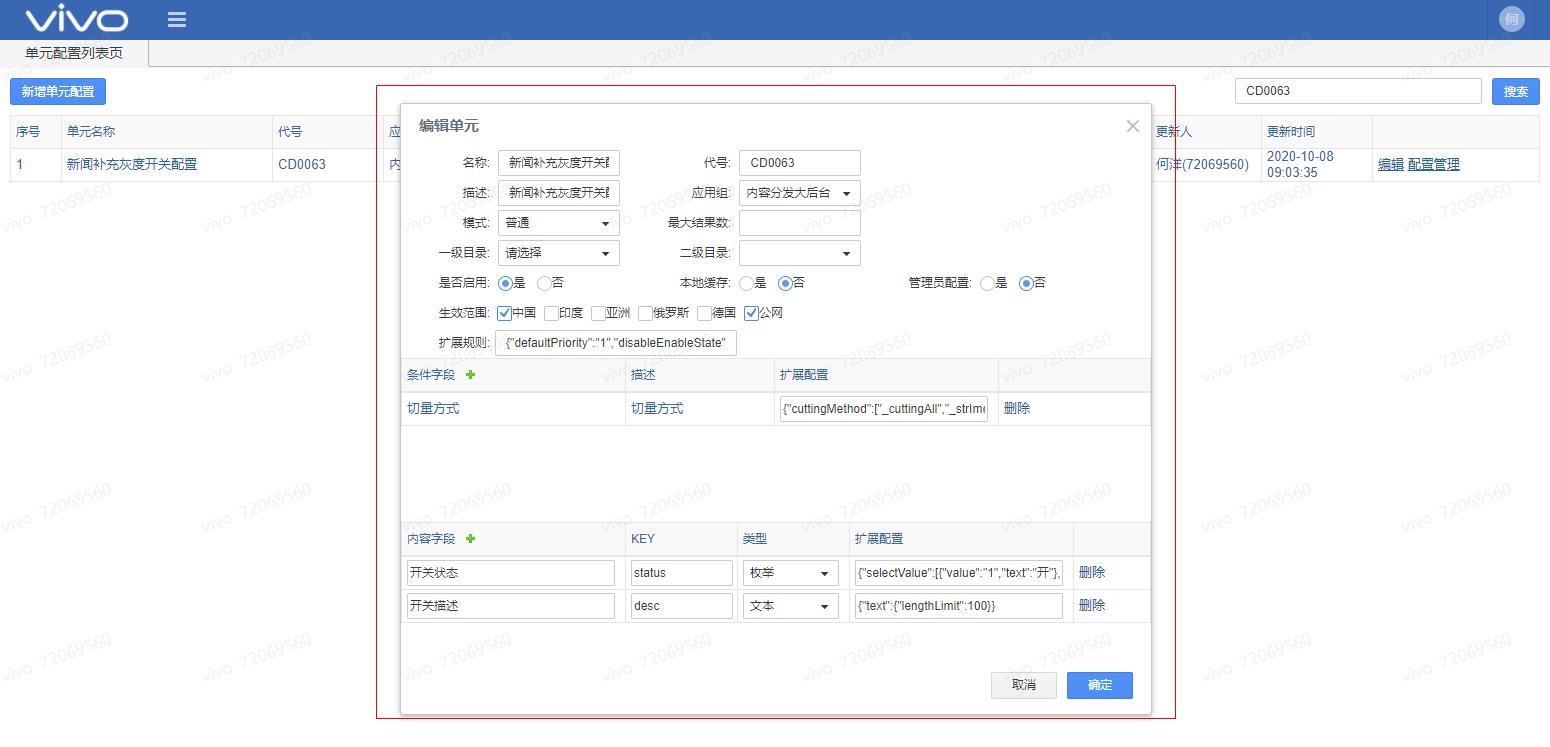 vivo
何
单元配置列表页
新增单元配置
CD0063
搜索
序号 单元名称 代号 应 更新人 更新时间
1 新闻补充灰度开关配置 CD0063 内 何洋(72069560) 2020-10-08 09:03:35 编辑 配置管理
编辑单元
名称: 新闻补充灰度开关 代号: CD0063
描述: 新闻补充灰度开关 应用组: 内容分发大后台
模式: 普通 最大结果数:
一级目录: 请选择 二级目录:
是否启用: 是 否 本地缓存: 是 否 管理员配置: 是 否
生效范围: 中国 印度 亚洲 俄罗斯 德国 公网
扩展规则: {"defaultPriority":"1","disableEnableState"
条件字段 描述 扩展配置
切量方式 切量方式 {"cuttingMethod":["_cuttingAll","_strIme 删除
内容字段 KEY 类型 扩展配置
开关状态 status 枚举 {"selectValue":[{"value":"1","text":"开"}, 删除
开关描述 desc 文本 {"text":{"lengthLimit":100}} 删除
取消 确定
vivo 72069560